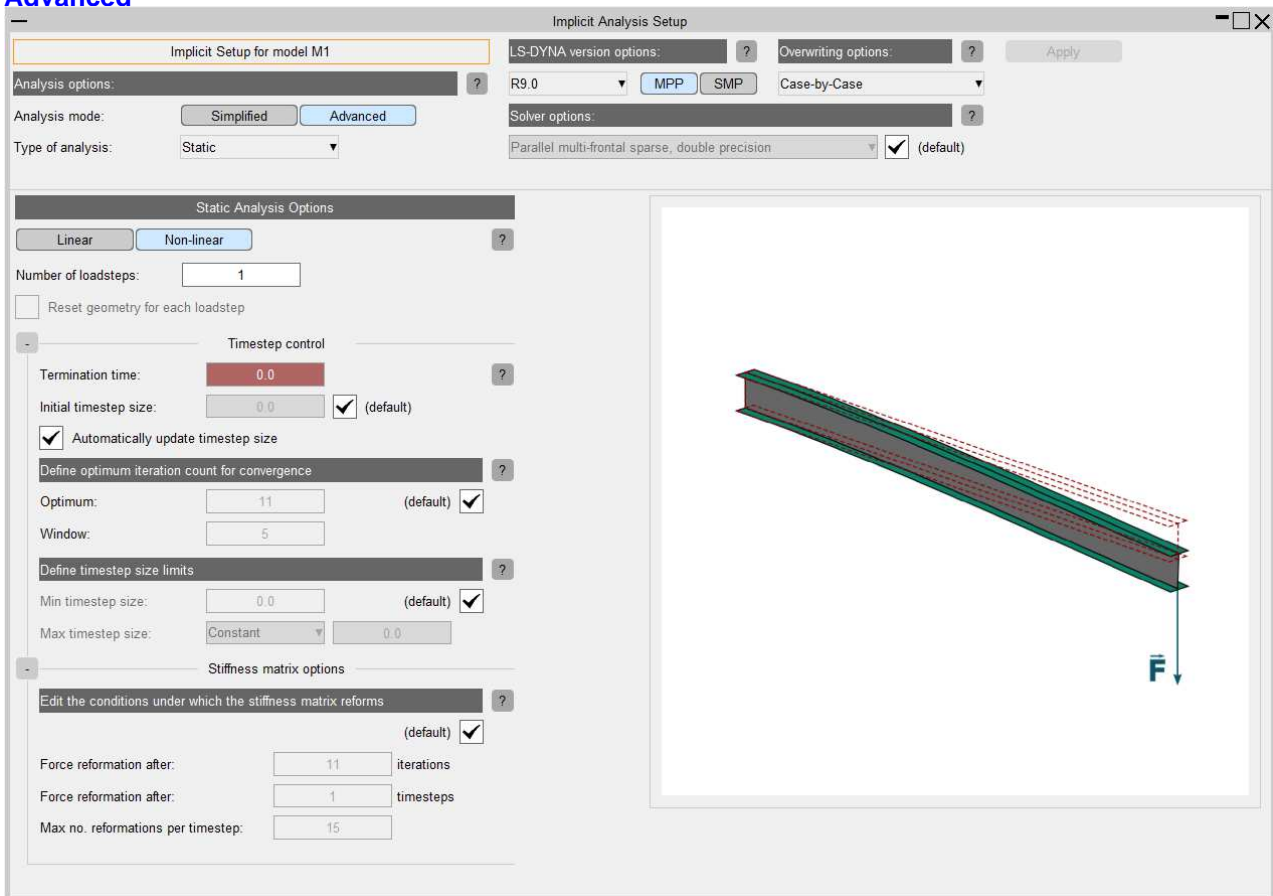 Advanced
Implicit Analysis Setup
Implicit Setup for model M1
LS-DYNA version options: ?
Overwriting options: ?
Apply
Analysis options: ?
R9.0 MPP SMP
Case-by-Case
Analysis mode: Simplified Advanced
Solver options: ?
Type of analysis: Static
Parallel multi-frontal sparse, double precision (default)
Static Analysis Options
Linear Non-linear ?
Number of loadsteps: 1
Reset geometry for each loadstep
- Timestep control
Termination time: 0.0 ?
Initial timestep size: 0.0 (default)
Automatically update timestep size
Define optimum iteration count for convergence ?
Optimum: 11 (default)
Window: 5
Define timestep size limits ?
Min timestep size: 0.0 (default)
Max timestep size: Constant 0.0
- Stiffness matrix options
Edit the conditions under which the stiffness matrix reforms ?
(default)
Force reformation after: 11 iterations
Force reformation after: 1 timesteps
Max no. reformations per timestep: 15
F